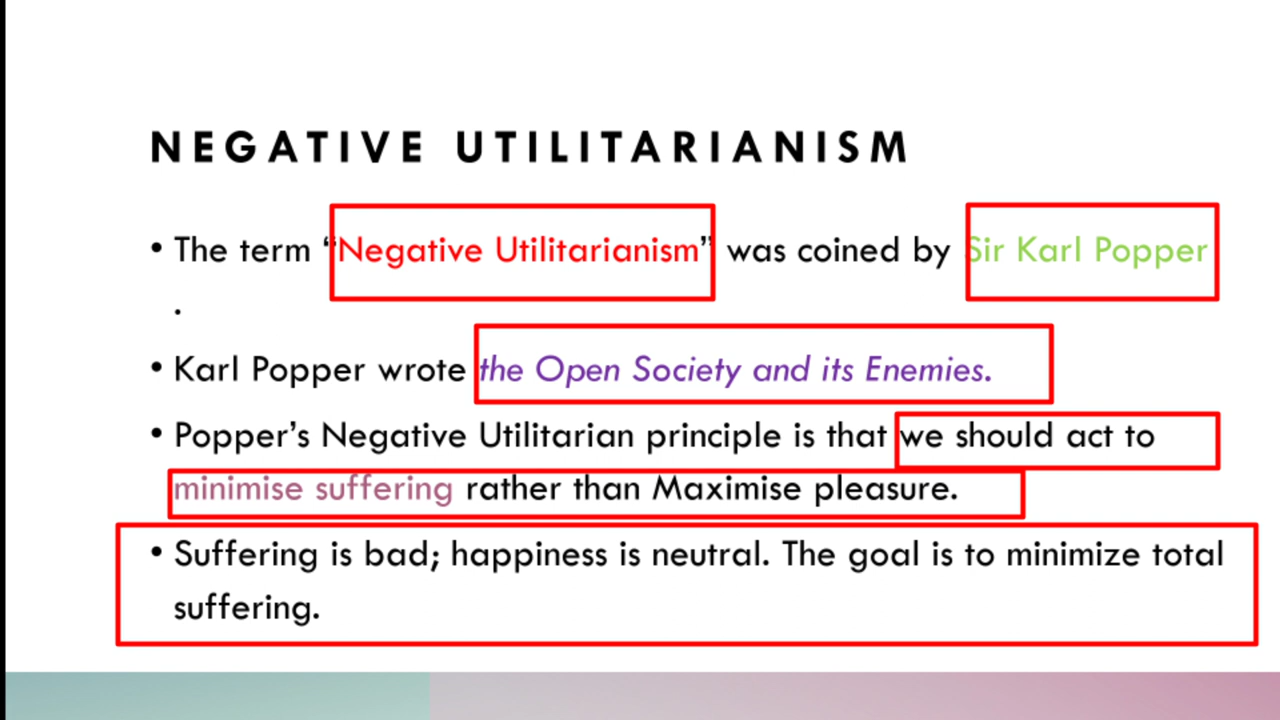 NEGATIVE UTILITARIANISM
• The term “Negative Utilitarianism” was coined by Sir Karl Popper
.
• Karl Popper wrote the Open Society and its Enemies.
• Popper’s Negative Utilitarian principle is that we should act to
minimise suffering rather than Maximise pleasure.
• Suffering is bad; happiness is neutral. The goal is to minimize total
suffering.